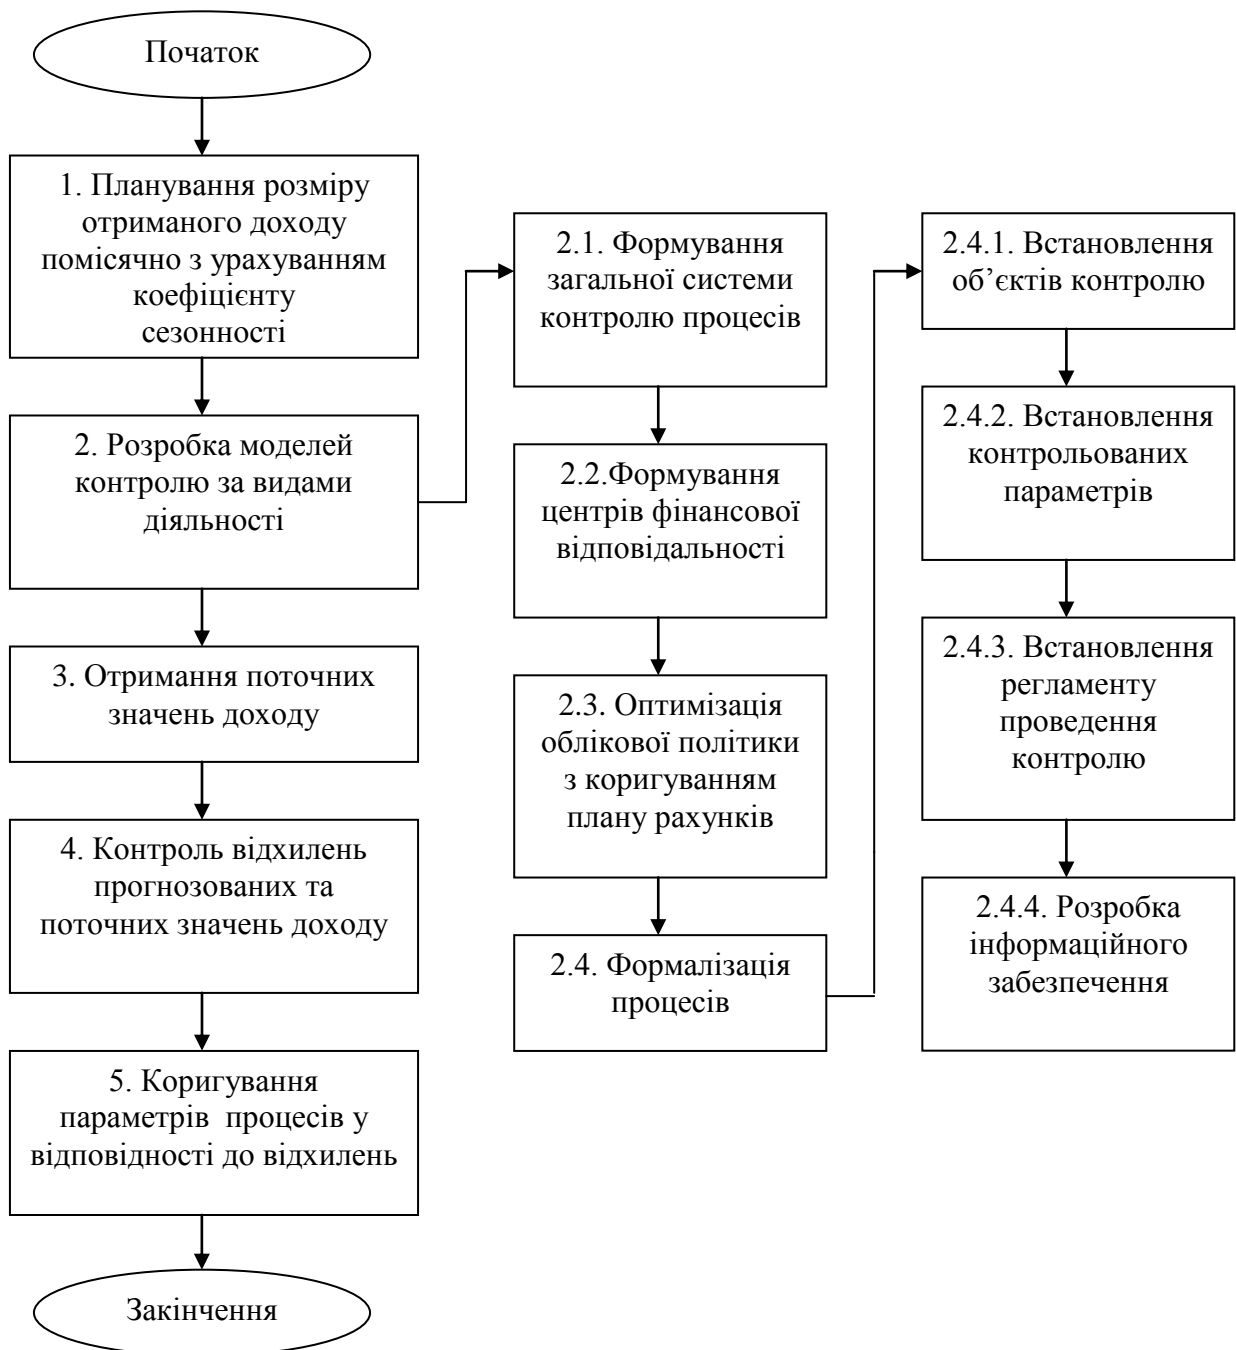 Початок
1. Планування розміру
отриманого доходу
помісячно з урахуванням
коефіцієнту
сезонності
2. Розробка моделей
контролю за видами
діяльності
3. Отримання поточних
значень доходу
4. Контроль відхилень
прогнозованих та
поточних значень доходу
5. Коригування
параметрів процесів у
відповідності до відхилень
Закінчення
2.1. Формування
загальної системи
контролю процесів
2.2.Формування
центрів фінансової
відповідальності
2.3. Оптимізація
облікової політики
з коригуванням
плану рахунків
2.4. Формалізація
процесів
2.4.1. Встановлення
об’єктів контролю
2.4.2. Встановлення
контрольованих
параметрів
2.4.3. Встановлення
регламенту
проведення
контролю
2.4.4. Розробка
інформаційного
забезпечення